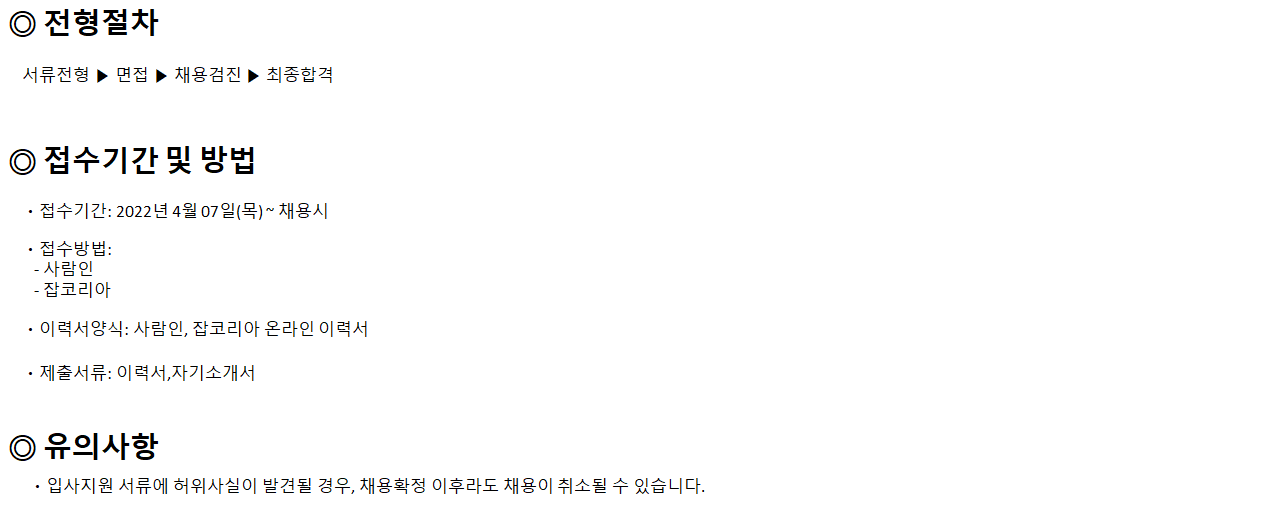 ◎ 전형절차
서류전형 ▶ 면접 ▶ 채용검진 ▶ 최종합격
◎ 접수기간 및 방법
・ 접수기간: 2022년 4월 07일(목) ~ 채용시
・ 접수방법:
- 사람인
- 잡코리아
・ 이력서양식: 사람인, 잡코리아 온라인 이력서
・ 제출서류: 이력서,자기소개서
◎ 유의사항
・ 입사지원 서류에 허위사실이 발견될 경우, 채용확정 이후라도 채용이 취소될 수 있습니다.